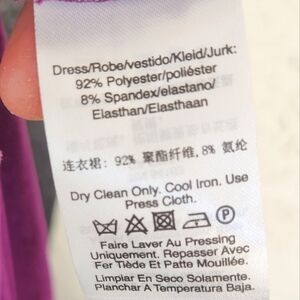 Dress/Robe/vestido/Kleid/Jurk:
92% Polyester/poliéster
8% Spandex/elastano/
Elasthan/Elasthaan
连衣裙: 92% 聚酯纤维, 8% 氨纶
Dry Clean Only. Cool Iron. Use
Press Cloth.
P
Faire Laver Au Pressing
Uniquement. Repasser Avec
Fer Tiède Et Patte Mouillée.
Limpiar En Seco Solamente.
Planchar A Temperatura Baja.